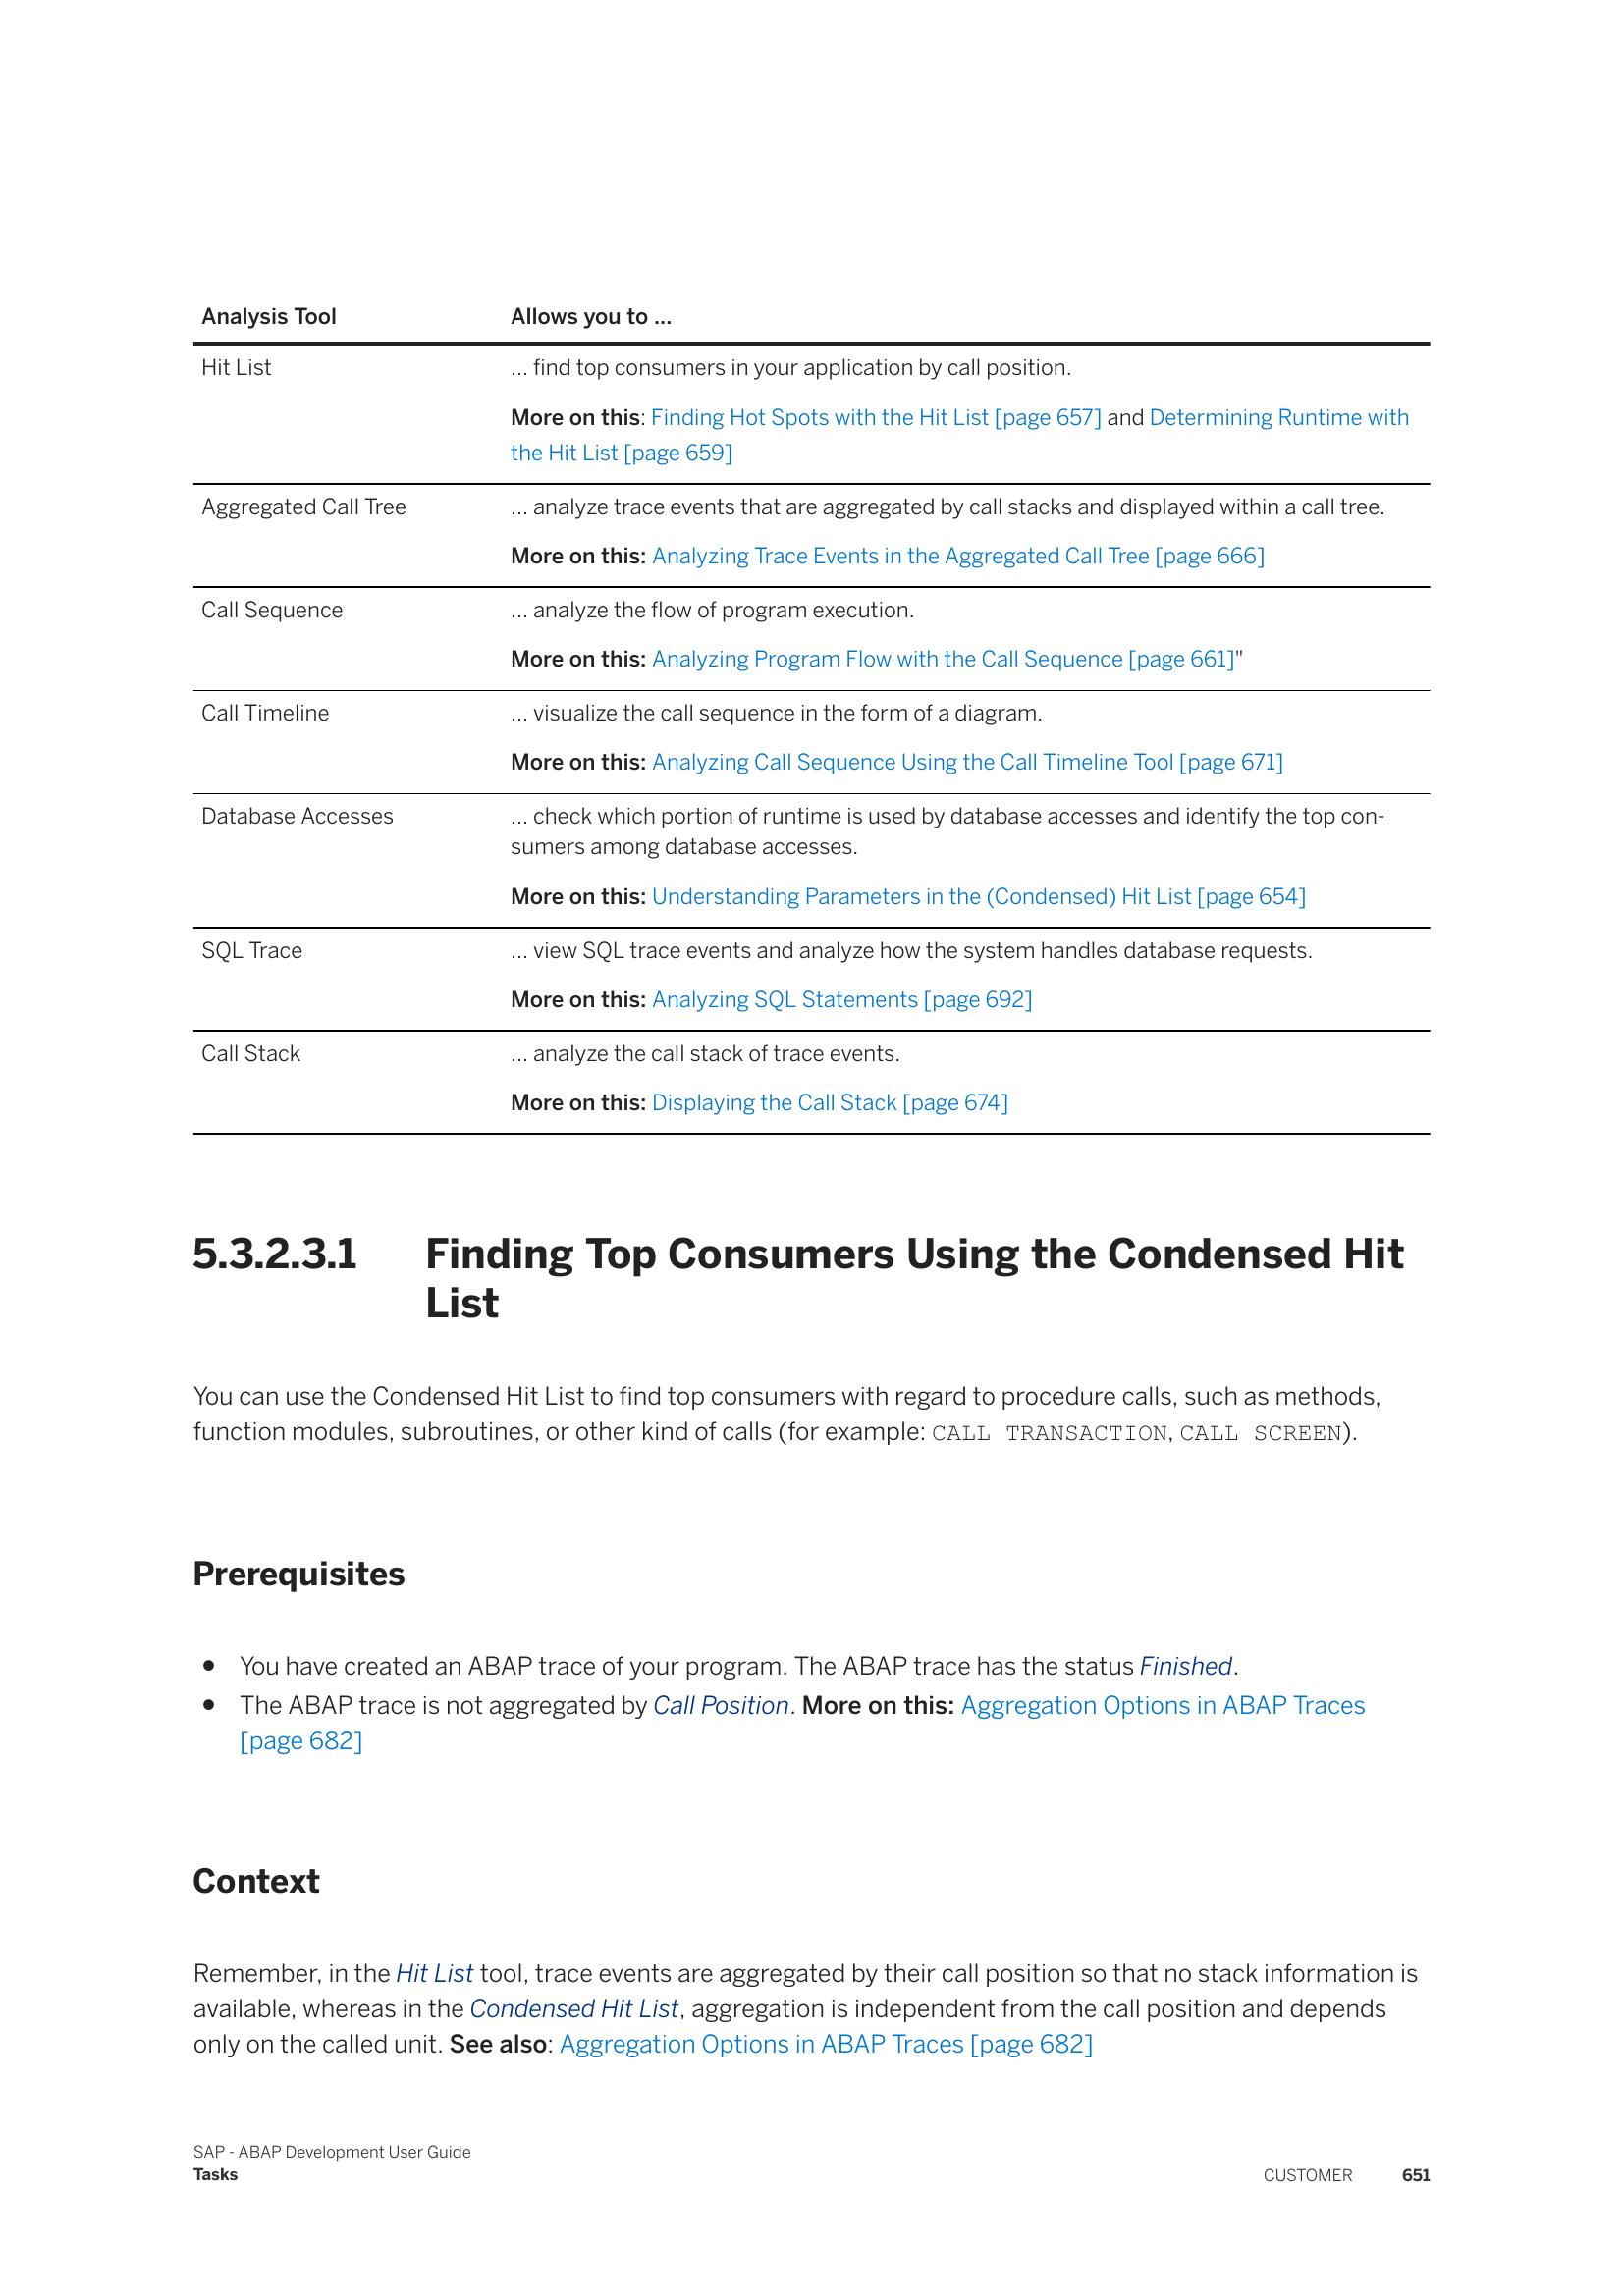 Analysis Tool Allows you to ...
Hit List ... find top consumers in your application by call position.
More on this: Finding Hot Spots with the Hit List [page 657] and Determining Runtime with
the Hit List [page 659]
Aggregated Call Tree ... analyze trace events that are aggregated by call stacks and displayed within a call tree.
More on this: Analyzing Trace Events in the Aggregated Call Tree [page 666]
Call Sequence ... analyze the flow of program execution.
More on this: Analyzing Program Flow with the Call Sequence [page 661]"
Call Timeline ... visualize the call sequence in the form of a diagram.
More on this: Analyzing Call Sequence Using the Call Timeline Tool [page 671]
Database Accesses ... check which portion of runtime is used by database accesses and identify the top con-
sumers among database accesses.
More on this: Understanding Parameters in the (Condensed) Hit List [page 654]
SQL Trace ... view SQL trace events and analyze how the system handles database requests.
More on this: Analyzing SQL Statements [page 692]
Call Stack ... analyze the call stack of trace events.
More on this: Displaying the Call Stack [page 674]
5.3.2.3.1 Finding Top Consumers Using the Condensed Hit
List
You can use the Condensed Hit List to find top consumers with regard to procedure calls, such as methods,
function modules, subroutines, or other kind of calls (for example: CALL TRANSACTION, CALL SCREEN).
Prerequisites
● You have created an ABAP trace of your program. The ABAP trace has the status Finished.
● The ABAP trace is not aggregated by Call Position. More on this: Aggregation Options in ABAP Traces
[page 682]
Context
Remember, in the Hit List tool, trace events are aggregated by their call position so that no stack information is
available, whereas in the Condensed Hit List, aggregation is independent from the call position and depends
only on the called unit. See also: Aggregation Options in ABAP Traces [page 682]
SAP - ABAP Development User Guide
Tasks CUSTOMER 651